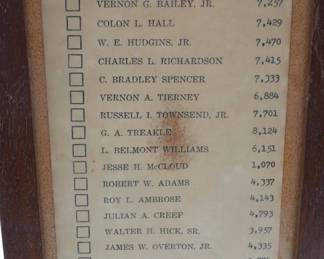 VERNON G. BAILEY, JR. 7,257
COLON L. HALL 7,429
W. E. HUDGINS, JR. 7,470
CHARLES L. RICHARDSON 7,415
C. BRADLEY SPENCER 7,333
VERNON A. TIERNEY 6,884
RUSSELL I. TOWNSEND, JR. 7,701
G. A. TREAKLE 8,124
L. BELMONT WILLIAMS 6,151
JESSE H. McCLOUD 1,070
ROBERT W. ADAMS 4,337
ROY L. AMBROSE 4,143
JULIAN A. CREEF 4,793
WALTER H. HICK, SR. 3,957
JAMES W. OVERTON, JR. 4,335